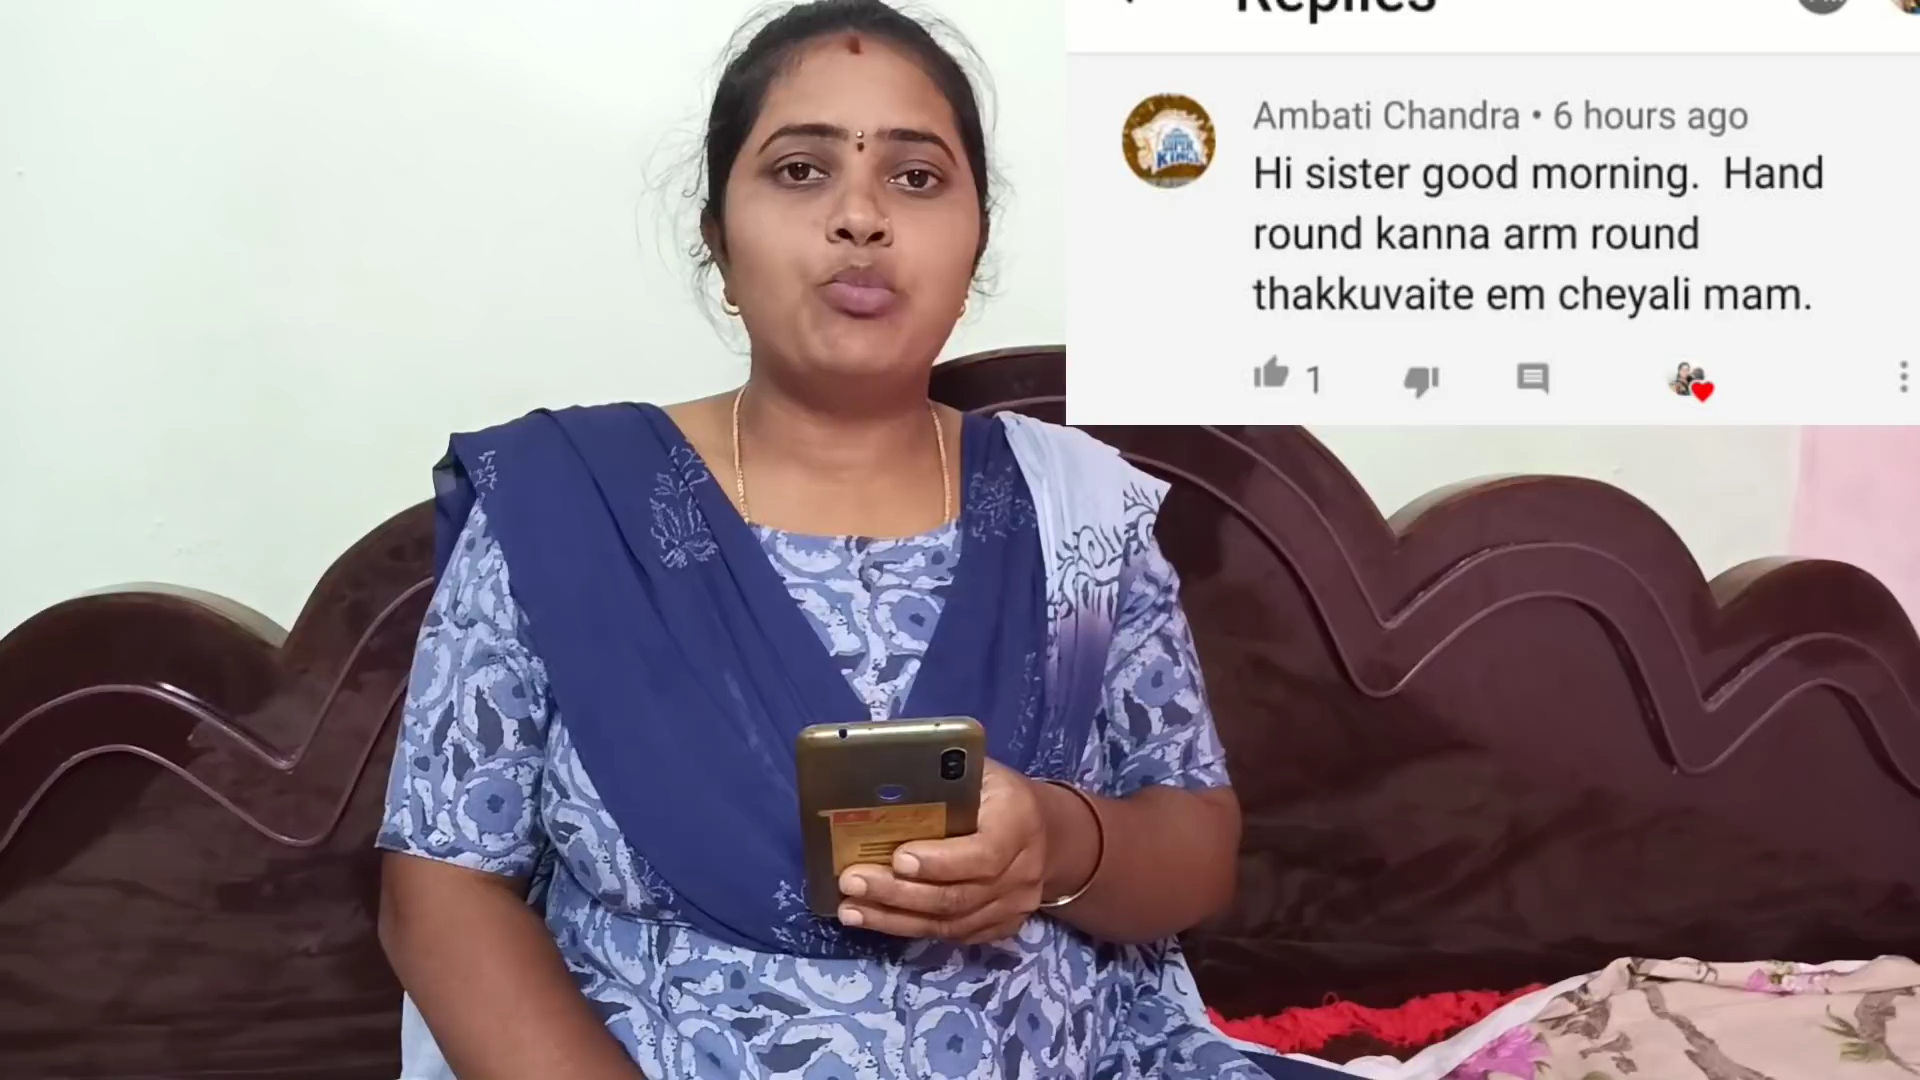 Replies
Ambati Chandra • 6 hours ago
Hi sister good morning. Hand
round kanna arm round
thakkuvaite em cheyali mam.
1